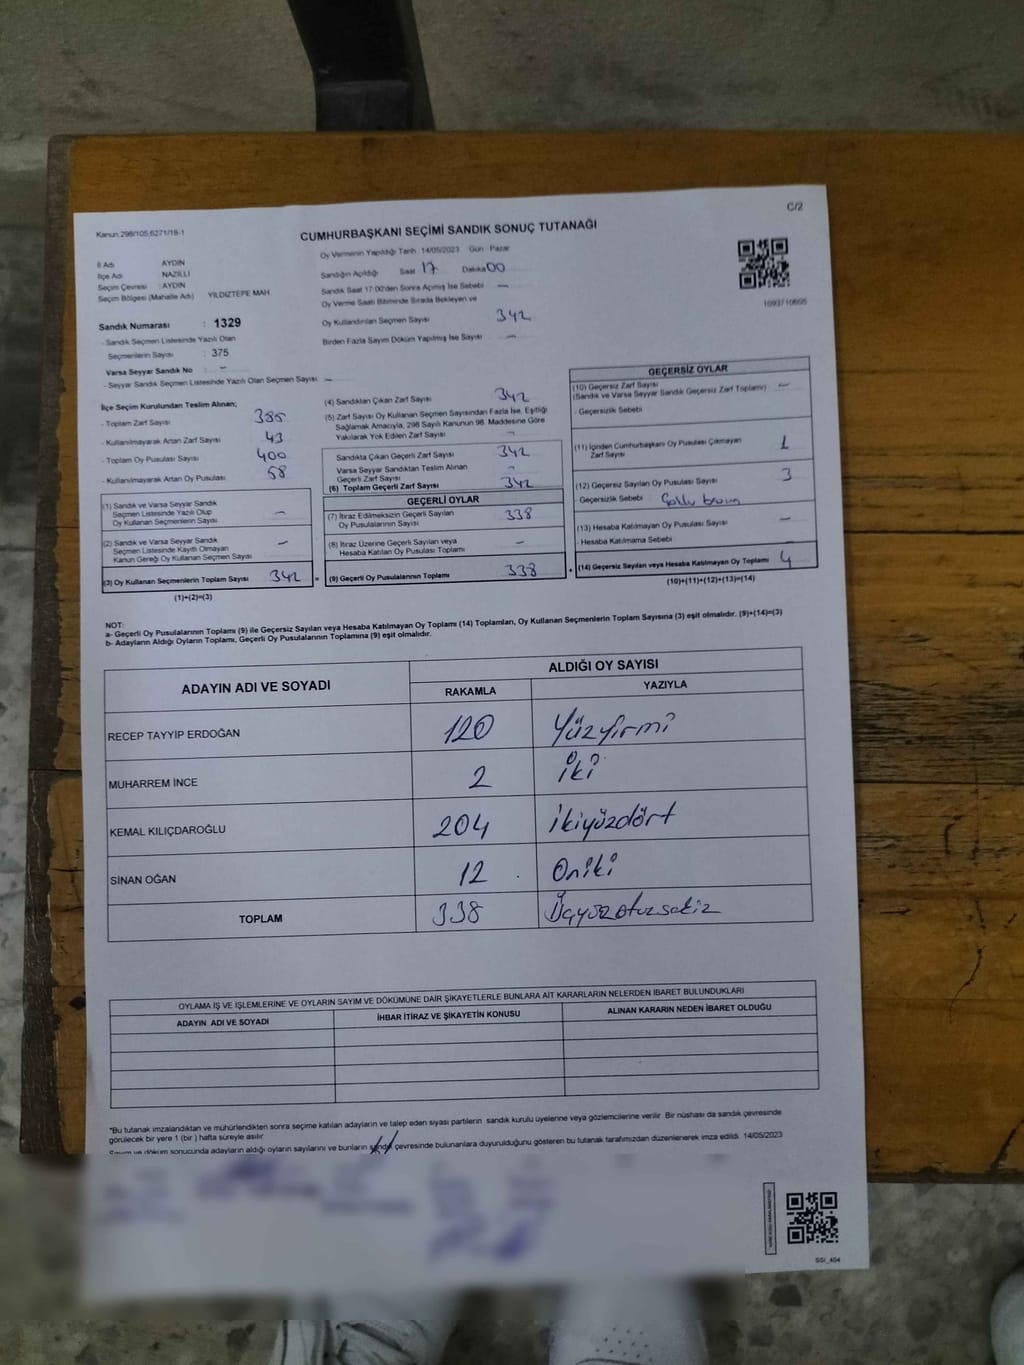 C/2
Kanun:298/105,6271/18-1
CUMHURBAŞKANI SEÇİMİ SANDIK SONUÇ TUTANAĞI
İl Adı : AYDIN
İlçe Adı : NAZİLLİ
Seçim Çevresi : AYDIN
Seçim Bölgesi (Mahalle Adı) YILDIZTEPE MAH
Sandık Numarası : 1329
- Sandık Seçmen Listesinde Yazılı Olan
Seçmenlerin Sayısı : 375
Varsa Seyyar Sandık No : -
- Seyyar Sandık Seçmen Listesinde Yazılı Olan Seçmen Sayısı: -
Oy Vermenin Yapıldığı Tarih 14/05/2023 Gün : Pazar
Sandığın Açıldığı Saat 17 Dakika 00
Sandık Saat 17:00'den Sonra Açımış İse Sebebi -
Oy Verme Saati Bitiminde Sırada Bekleyen ve
Oy Kullandırılan Seçmen Sayısı 342
Birden Fazla Sayım Döküm Yapılmış İse Sayısı -
İlçe Seçim Kurulundan Teslim Alınan;
- Toplam Zarf Sayısı 385
- Kullanılmayarak Artan Zarf Sayısı 43
- Toplam Oy Pusulası Sayısı 400
- Kullanılmayarak Artan Oy Pusulası 58
(1) Sandık ve Varsa Seyyar Sandık
Seçmen Listesinde Yazılı Olup
Oy Kullanan Seçmenlerin Sayısı -
(2) Sandık ve Varsa Seyyar Sandık
Seçmen Listesinde Kayıtlı Olmayan
Kanun Gereği Oy Kullanan Seçmen Sayısı -
(3) Oy Kullanan Seçmenlerin Toplam Sayısı 342
(1)+(2)=(3)
(4) Sandıktan Çıkan Zarf Sayısı 342
(5) Zarf Sayısı Oy Kullanan Seçmen Sayısından Fazla İse, Eşitliği
Sağlamak Amacıyla, 298 Sayılı Kanunun 98. Maddesine Göre
Yakılarak Yok Edilen Zarf Sayısı -
Sandıkta Çıkan Geçerli Zarf Sayısı 342
Varsa Seyyar Sandıktan Teslim Alınan
Geçerli Zarf Sayısı -
(6) Toplam Geçerli Zarf Sayısı 342
GEÇERLİ OYLAR
(7) İtiraz Edilmeksizin Geçerli Sayılan
Oy Pusulalarının Sayısı 338
(8) İtiraz Üzerine Geçerli Sayılan veya
Hesaba Katılan Oy Pusulası Toplamı -
= (9) Geçerli Oy Pusulalarının Toplamı 338
GEÇERSİZ OYLAR
(10) Geçersiz Zarf Sayısı -
(Sandık ve Varsa Seyyar Sandık Geçersiz Zarf Toplamı)
- Geçersizlik Sebebi
(11) İçinden Cumhurbaşkanı Oy Pusulası Çıkmayan
Zarf Sayısı 1
(12) Geçersiz Sayılan Oy Pusulası Sayısı 3
- Geçersizlik Sebebi
(13) Hesaba Katılmayan Oy Pusulası Sayısı -
- Hesaba Katılmama Sebebi -
+ (14) Geçersiz Sayılan veya Hesaba Katılmayan Oy Toplamı 4
(10)+(11)+(12)+(13)=(14)
NOT:
a- Geçerli Oy Pusulalarının Toplamı (9) ile Geçersiz Sayılan veya Hesaba Katılmayan Oy Toplamı (14) Toplamları, Oy Kullanan Seçmenlerin Toplam Sayısına (3) eşit olmalıdır. (9)+(14)=(3)
b- Adayların Aldığı Oyların Toplamı, Geçerli Oy Pusulalarının Toplamına (9) eşit olmalıdır.
ADAYIN ADI VE SOYADI ALDIĞI OY SAYISI
RAKAMLA YAZIYLA
RECEP TAYYİP ERDOĞAN 120 Yüzyirmi
MUHARREM İNCE 2 iki
KEMAL KILIÇDAROĞLU 204 ikiyüzdört
SİNAN OĞAN 12 Oniki
TOPLAM 338 Üçyüzotuzsekiz
OYLAMA İŞ VE İŞLEMLERİNE VE OYLARIN SAYIM VE DÖKÜMÜNE DAİR ŞİKAYETLERLE BUNLARA AİT KARARLARIN NELERDEN İBARET BULUNDUKLARI
ADAYIN ADI VE SOYADI İHBAR İTİRAZ VE ŞİKAYETİN KONUSU ALINAN KARARIN NEDEN İBARET OLDUĞU
*Bu tutanak imzalandıktan ve mühürlendikten sonra seçime katılan adayların ve talep eden siyasi partilerin sandık kurulu üyelerine veya gözlemcilerine verilir. Bir nüshası da sandık çevresinde
görülecek bir yere 1 (bir) hafta süreyle asılır
Sayım ve döküm sonucunda adayların aldığı oyların sayılarını ve bunların sandık çevresinde bulunanlara duyurulduğunu gösteren bu tutanak tarafımızdan düzenlenerek imza edildi. 14/05/2023